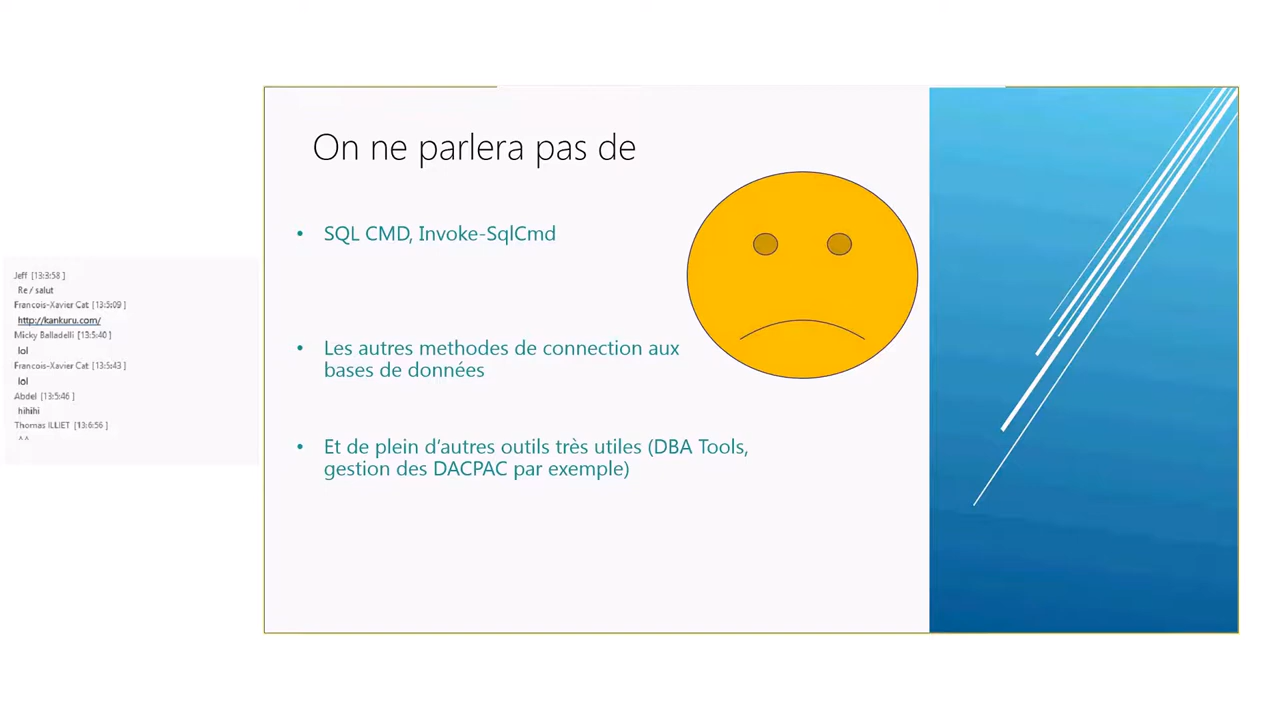 On ne parlera pas de
• SQL CMD, Invoke-SqlCmd
• Les autres methodes de connection aux
bases de données
• Et de plein d'autres outils très utiles (DBA Tools,
gestion des DACPAC par exemple)
Jeff [13:3:58 ]
Re / salut
Francois-Xavier Cat [13:5:09 ]
http://kankuru.com/
Micky Balladelli [13:5:40 ]
lol
Francois-Xavier Cat [13:5:43 ]
lol
Abdel [13:5:46 ]
hihihi
Thomas ILLIET [13:6:56 ]
^^